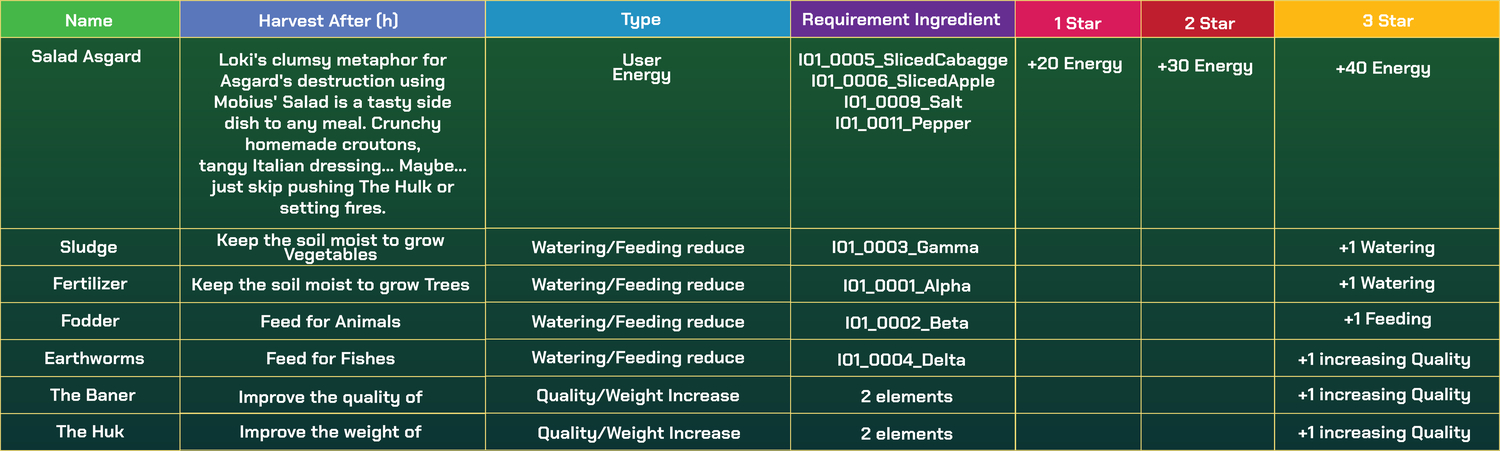 Name
Harvest After (h)
Type
Requirement Ingredient
1 Star
2 Star
3 Star
Salad Asgard
Loki's clumsy metaphor for
Asgard's destruction using
Mobius' Salad is a tasty side
dish to any meal. Crunchy
homemade croutons,
tangy Italian dressing... Maybe...
just skip pushing The Hulk or
setting fires.
User
Energy
I01_0005_SlicedCabagge
I01_0006_SlicedApple
I01_0009_Salt
I01_0011_Pepper
+20 Energy
+30 Energy
+40 Energy
Sludge
Keep the soil moist to grow
Vegetables
Watering/Feeding reduce
I01_0003_Gamma
+1 Watering
Fertilizer
Keep the soil moist to grow Trees
Watering/Feeding reduce
I01_0001_Alpha
+1 Watering
Fodder
Feed for Animals
Watering/Feeding reduce
I01_0002_Beta
+1 Feeding
Earthworms
Feed for Fishes
Watering/Feeding reduce
I01_0004_Delta
+1 increasing Quality
The Baner
Improve the quality of
Quality/Weight Increase
2 elements
+1 increasing Quality
The Huk
Improve the weight of
Quality/Weight Increase
2 elements
+1 increasing Quality